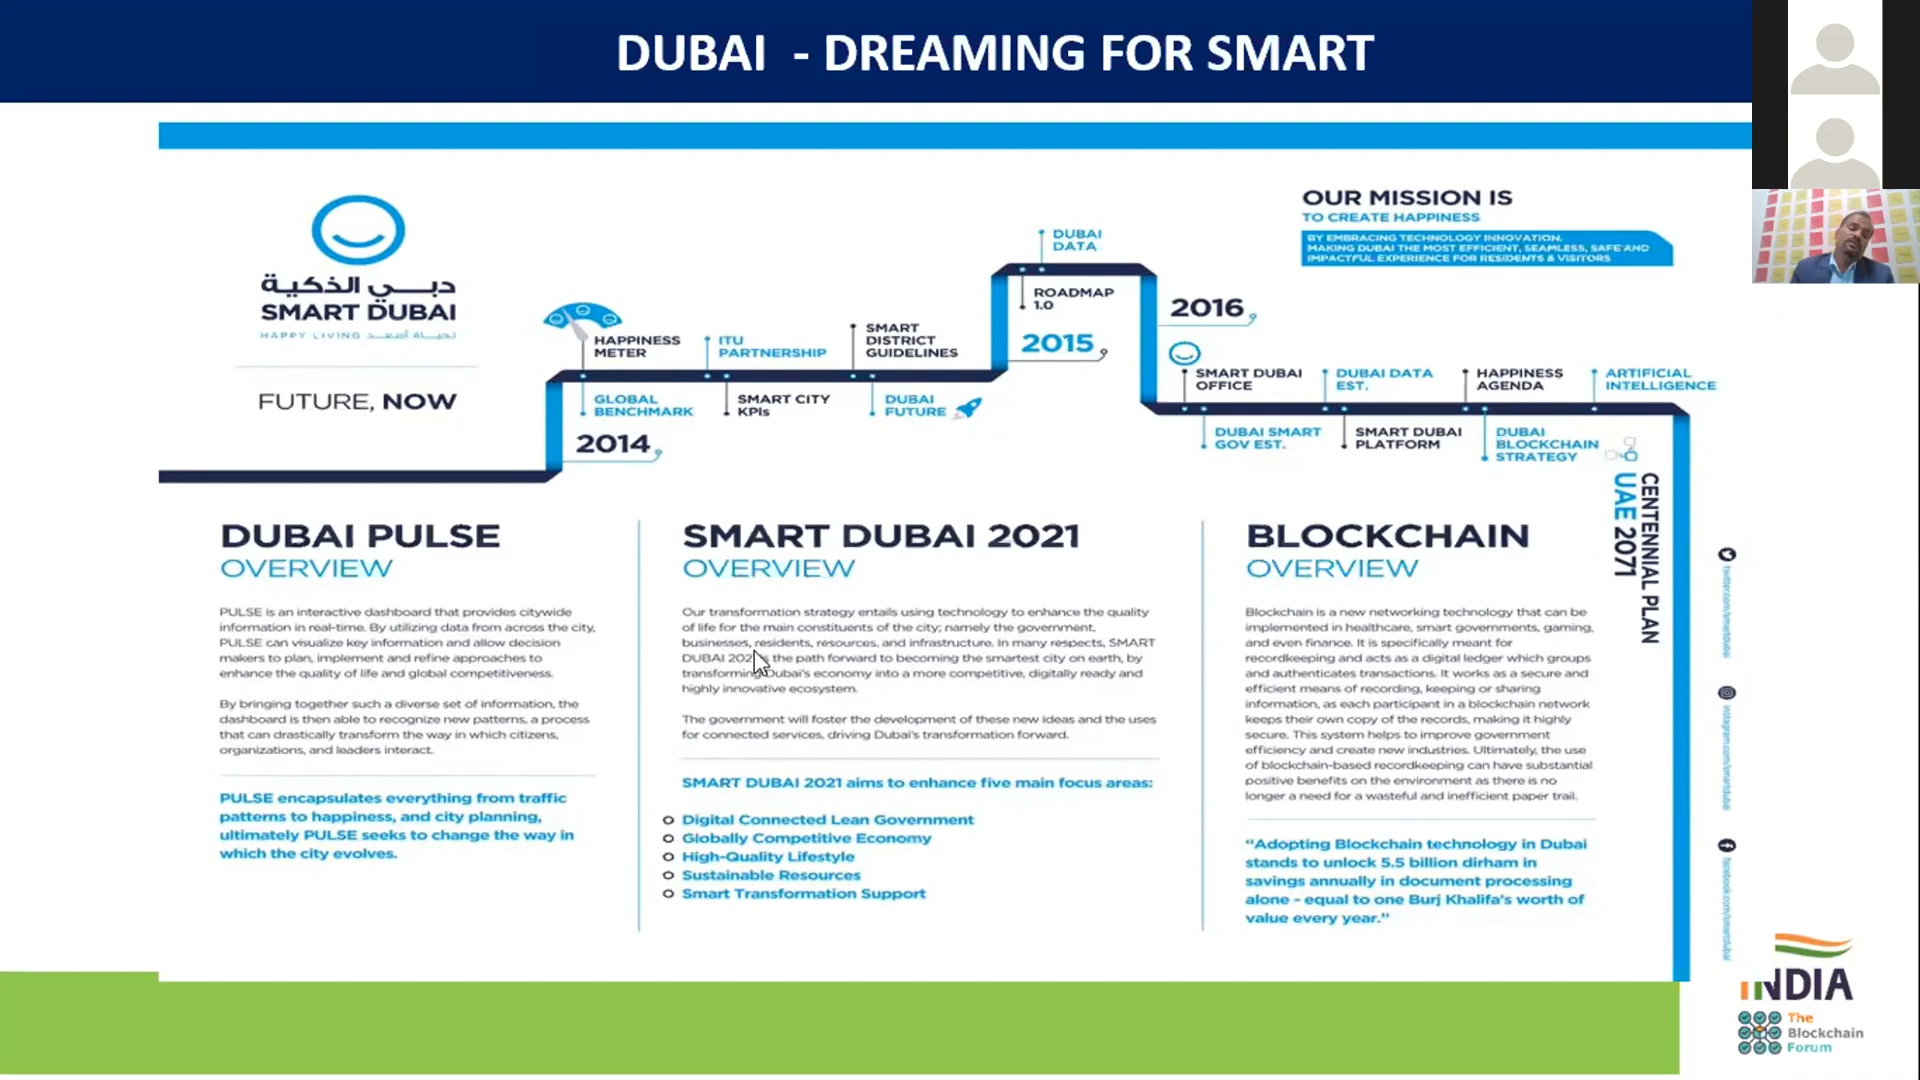 DUBAI - DREAMING FOR SMART
دبي الذكية
SMART DUBAI
HAPPY LIVING لحياة أسعد
FUTURE, NOW
OUR MISSION IS
TO CREATE HAPPINESS
BY EMBRACING TECHNOLOGY INNOVATION.
MAKING DUBAI THE MOST EFFICIENT, SEAMLESS, SAFE AND
IMPACTFUL EXPERIENCE FOR RESIDENTS & VISITORS
HAPPINESS
METER
ITU
PARTNERSHIP
SMART
DISTRICT
GUIDELINES
GLOBAL
BENCHMARK
SMART CITY
KPIs
DUBAI
FUTURE
2014
DUBAI
DATA
ROADMAP
1.0
2015
2016
SMART DUBAI
OFFICE
DUBAI DATA
EST.
HAPPINESS
AGENDA
ARTIFICIAL
INTELLIGENCE
DUBAI SMART
GOV EST.
SMART DUBAI
PLATFORM
DUBAI
BLOCKCHAIN
STRATEGY
CENTENNIAL PLAN
UAE 2071
DUBAI PULSE
OVERVIEW
PULSE is an interactive dashboard that provides citywide
information in real-time. By utilizing data from across the city,
PULSE can visualize key information and allow decision
makers to plan, implement and refine approaches to
enhance the quality of life and global competitiveness.
By bringing together such a diverse set of information, the
dashboard is then able to recognize new patterns, a process
that can drastically transform the way in which citizens,
organizations, and leaders interact.
PULSE encapsulates everything from traffic
patterns to happiness, and city planning,
ultimately PULSE seeks to change the way in
which the city evolves.
SMART DUBAI 2021
OVERVIEW
Our transformation strategy entails using technology to enhance the quality
of life for the main constituents of the city; namely the government,
businesses, residents, resources, and infrastructure. In many respects, SMART
DUBAI 2021 is the path forward to becoming the smartest city on earth, by
transforming Dubai's economy into a more competitive, digitally ready and
highly innovative ecosystem.
The government will foster the development of these new ideas and the uses
for connected services, driving Dubai's transformation forward.
SMART DUBAI 2021 aims to enhance five main focus areas:
Digital Connected Lean Government
Globally Competitive Economy
High-Quality Lifestyle
Sustainable Resources
Smart Transformation Support
BLOCKCHAIN
OVERVIEW
Blockchain is a new networking technology that can be
implemented in healthcare, smart governments, gaming,
and even finance. It is specifically meant for
recordkeeping and acts as a digital ledger which groups
and authenticates transactions. It works as a secure and
efficient means of recording, keeping or sharing
information, as each participant in a blockchain network
keeps their own copy of the records, making it highly
secure. This system helps to improve government
efficiency and create new industries. Ultimately, the use
of blockchain-based recordkeeping can have substantial
positive benefits on the environment as there is no
longer a need for a wasteful and inefficient paper trail.
"Adopting Blockchain technology in Dubai
stands to unlock 5.5 billion dirham in
savings annually in document processing
alone - equal to one Burj Khalifa's worth of
value every year."
twitter.com/smartdubai
instagram.com/smartdubai
facebook.com/smartdubai
INDIA
The
Blockchain
Forum